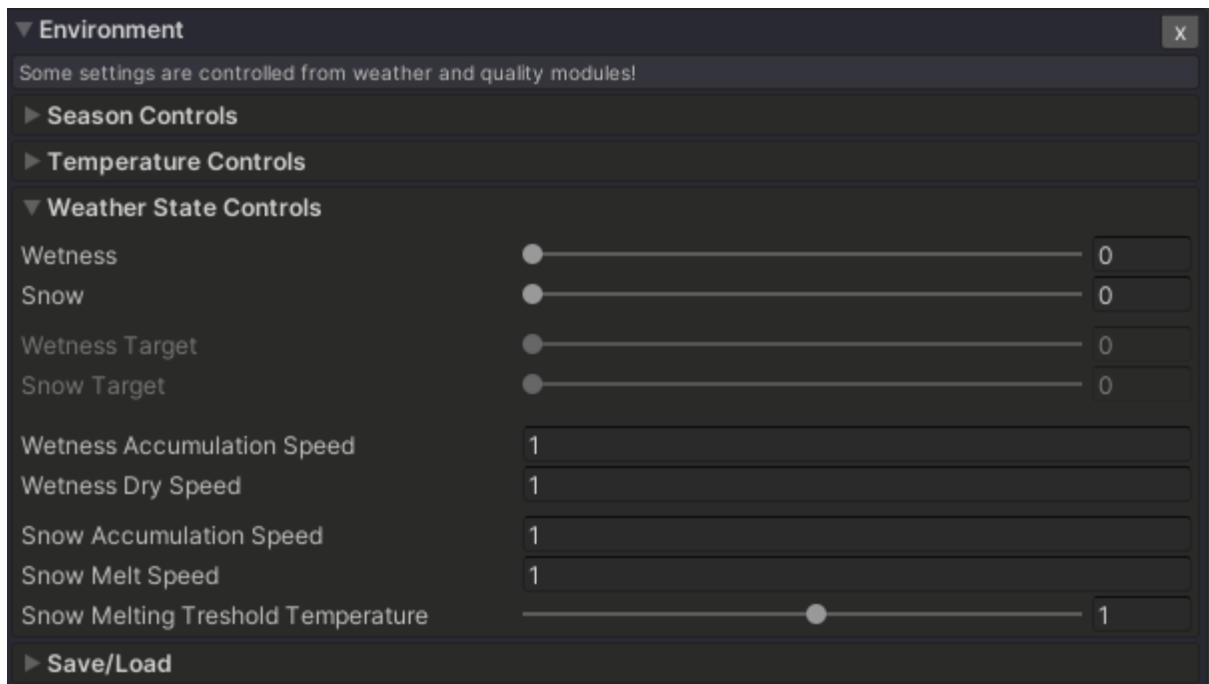 Environment
x
Some settings are controlled from weather and quality modules!
Season Controls
Temperature Controls
Weather State Controls
Wetness 0
Snow 0
Wetness Target 0
Snow Target 0
Wetness Accumulation Speed 1
Wetness Dry Speed 1
Snow Accumulation Speed 1
Snow Melt Speed 1
Snow Melting Treshold Temperature 1
Save/Load